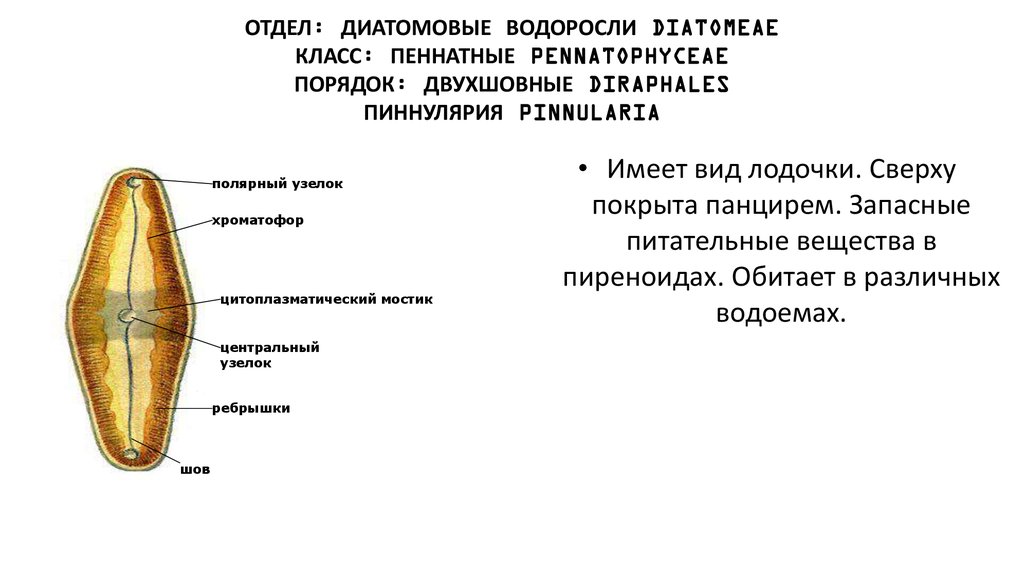 ОТДЕЛ: ДИАТОМОВЫЕ ВОДОРОСЛИ DIATOMEAE
КЛАСС: ПЕННАТНЫЕ PENNATOPHYCEAE
ПОРЯДОК: ДВУХШОВНЫЕ DIRAPHALES
ПИННУЛЯРИЯ PINNULARIA
полярный узелок
хроматофор
цитоплазматический мостик
центральный
узелок
ребрышки
шов
• Имеет вид лодочки. Сверху
покрыта панцирем. Запасные
питательные вещества в
пиреноидах. Обитает в различных
водоемах.